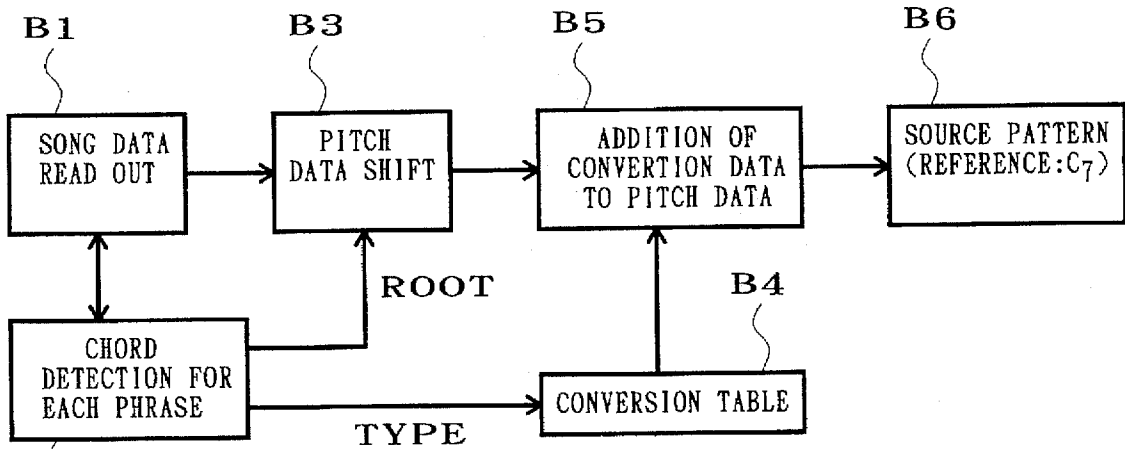 B1
B3
B5
B6
SONG DATA
READ OUT
PITCH
DATA SHIFT
ADDITION OF
CONVERTION DATA
TO PITCH DATA
SOURCE PATTERN
(REFERENCE:C7)
ROOT
B4
CHORD
DETECTION FOR
EACH PHRASE
CONVERSION TABLE
TYPE